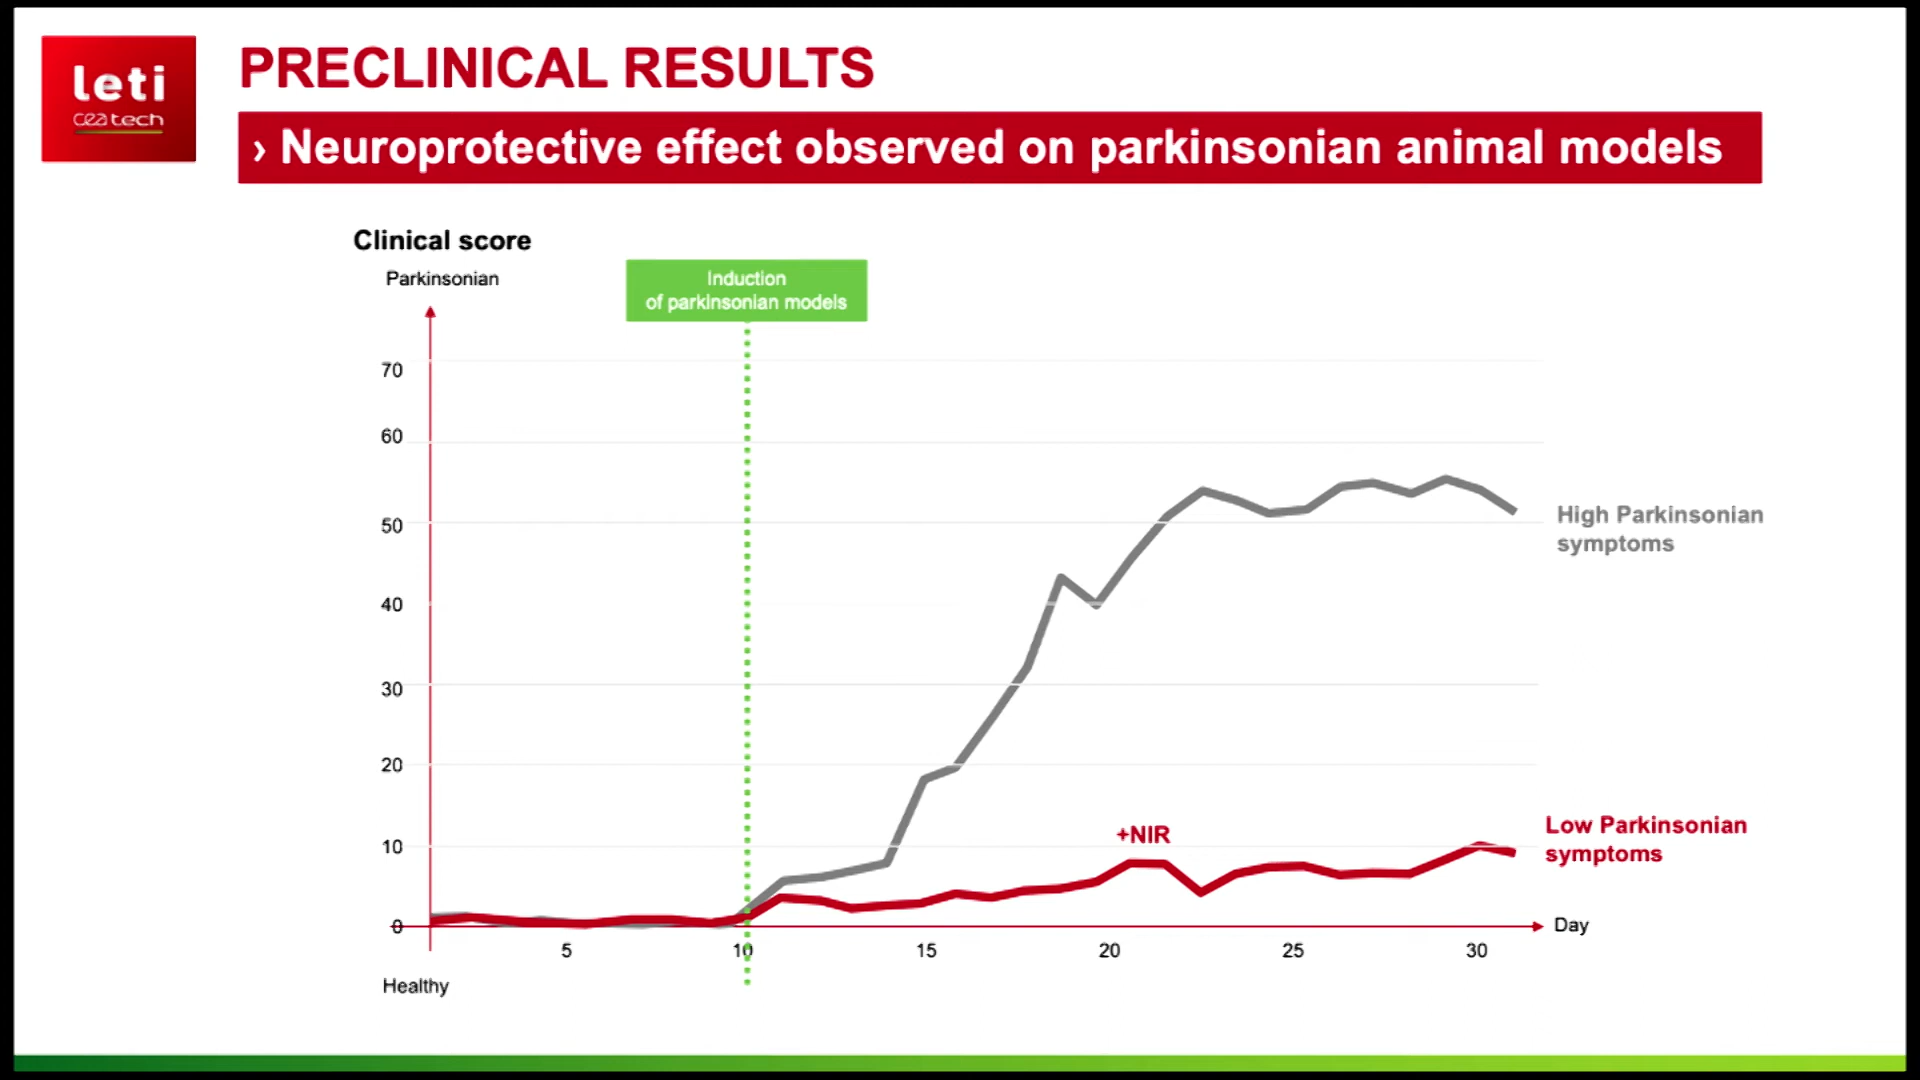 leti
cea tech
PRECLINICAL RESULTS
› Neuroprotective effect observed on parkinsonian animal models
Clinical score
Parkinsonian
Induction
of parkinsonian models
70
60
50
40
30
20
10
0
High Parkinsonian
symptoms
+NIR
Low Parkinsonian
symptoms
Day
5
10
15
20
25
30
Healthy